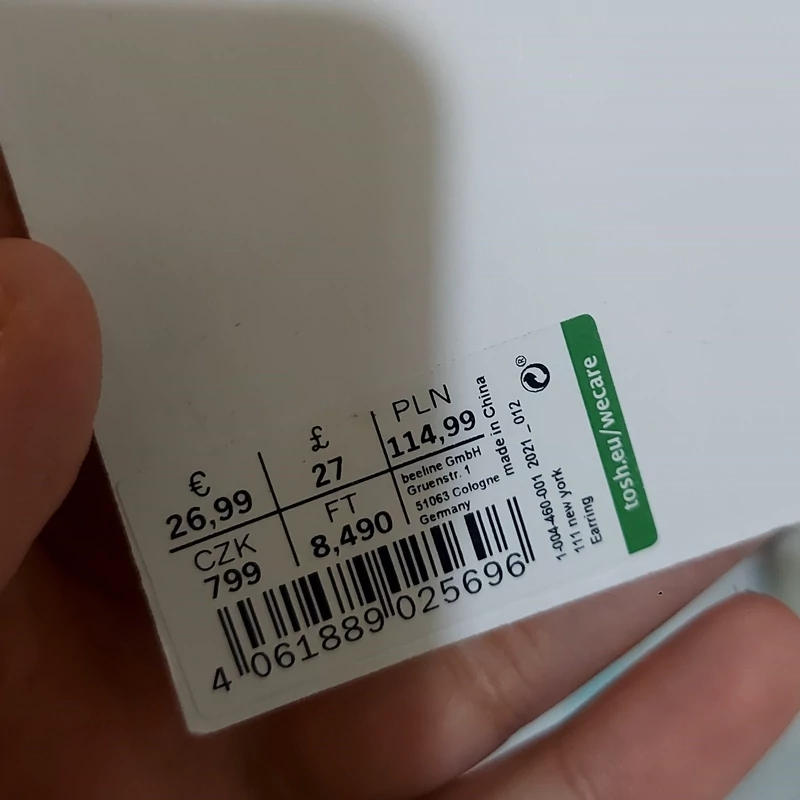 €
26,99
£
27
PLN
114,99
CZK
799
FT
8,490
beeline GmbH
Gruenstr. 1
51063 Cologne
Germany
made in China
4 061889 025696
1-004-460-001 2021 - 012
111 new york
Earring
®
tosh.eu/wecare